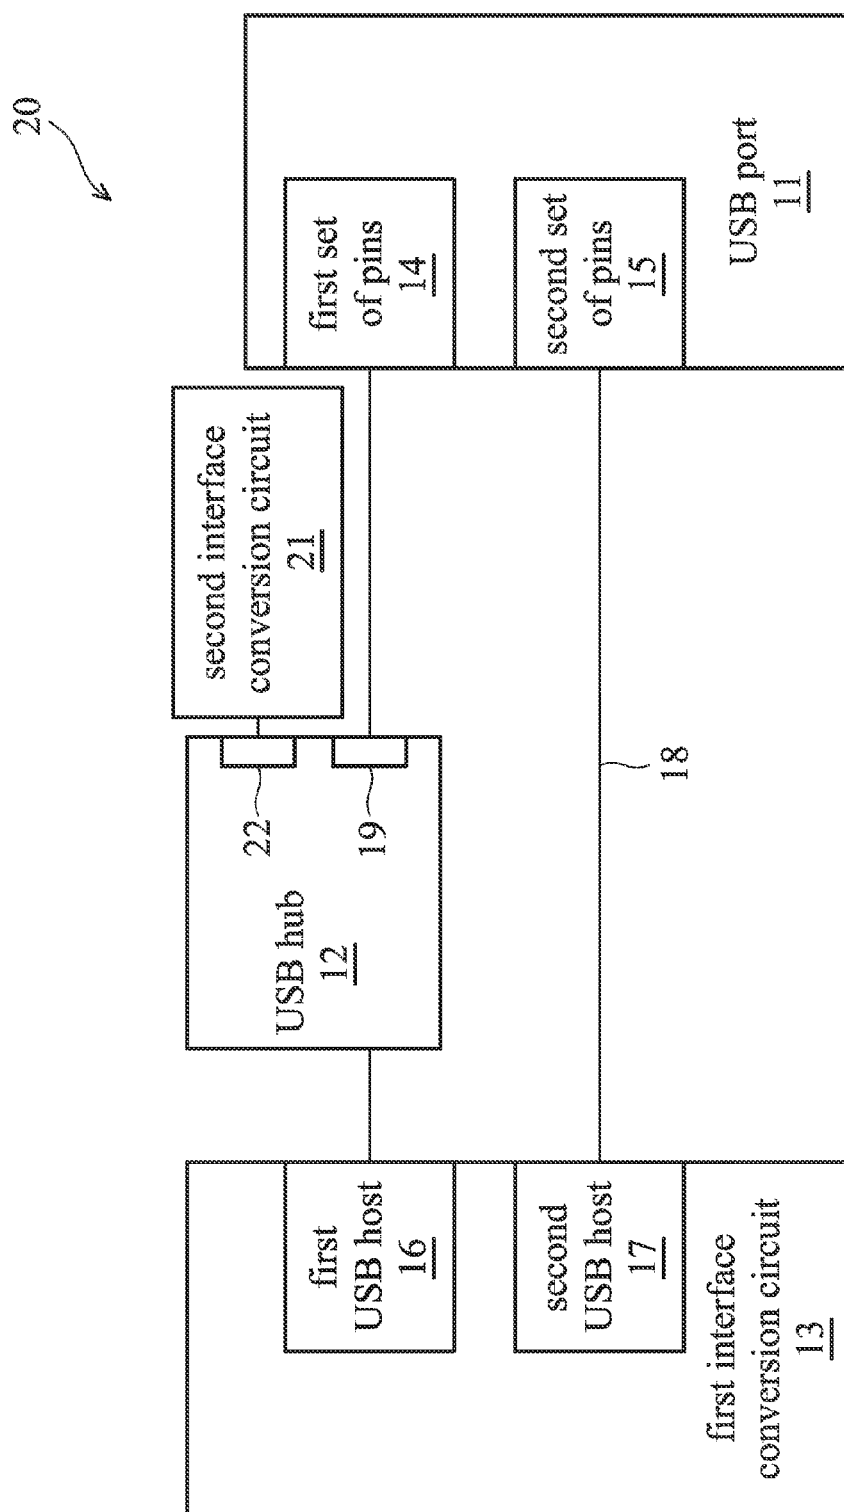 20
first set
of pins
14
second set
of pins
15
USB port
11
second interface
conversion circuit
21
22
19
18
USB hub
12
first
USB host
16
second
USB host
17
first interface
conversion circuit
13